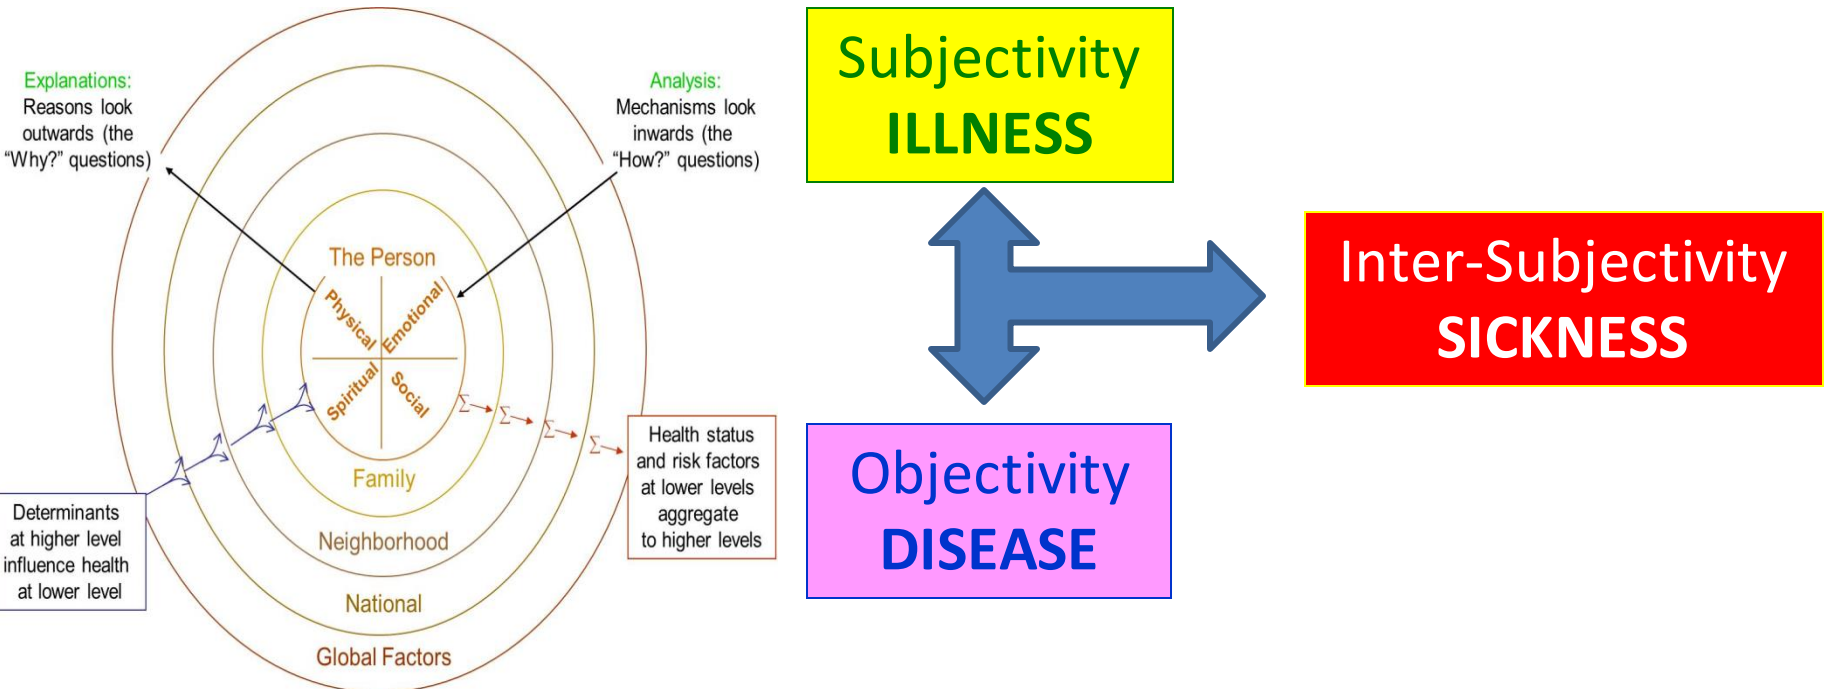 Explanations:
Reasons look
outwards (the
“Why?” questions)
Analysis:
Mechanisms look
inwards (the
“How?” questions)
The Person
Physical
Emotional
Spiritual
Social
Σ
Σ
Σ
Σ
Family
Neighborhood
National
Global Factors
Determinants
at higher level
influence health
at lower level
Health status
and risk factors
at lower levels
aggregate
to higher levels
Subjectivity
ILLNESS
Inter-Subjectivity
SICKNESS
Objectivity
DISEASE